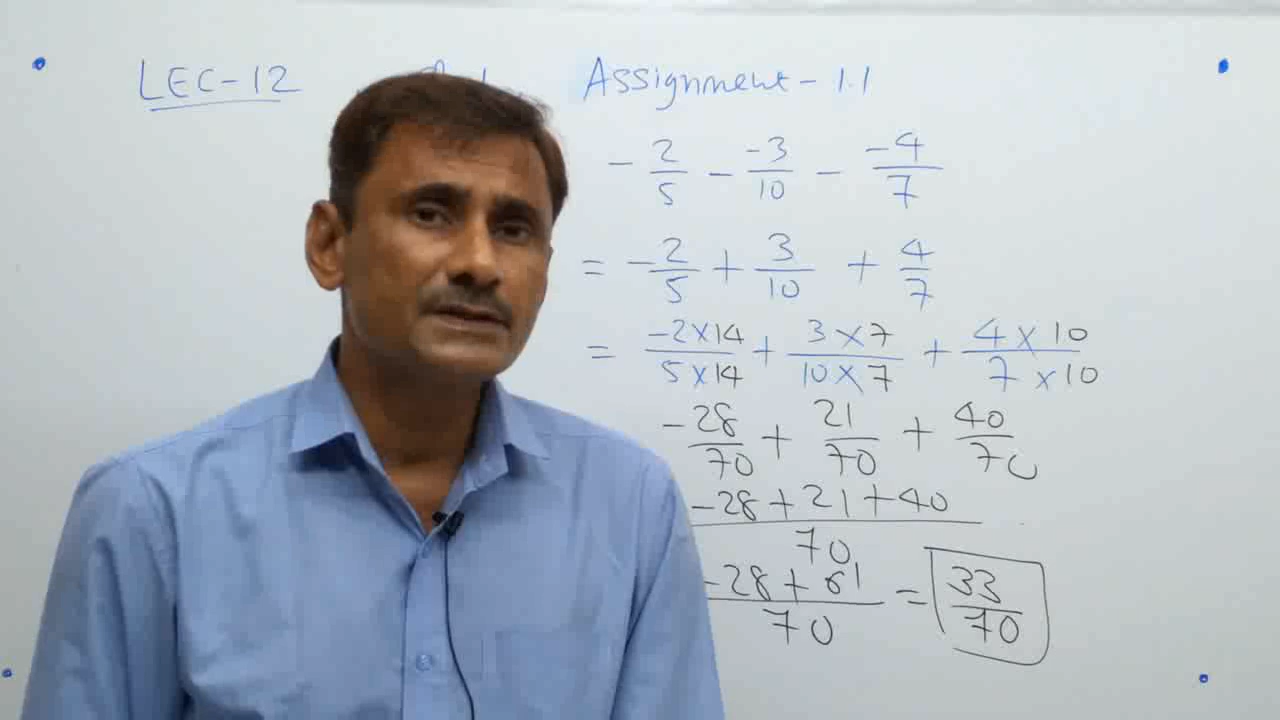 LEC-12 Assignment - 1.1
- 2/5 - -3/10 - -4/7
= -2/5 + 3/10 + 4/7
= -2×14/5×14 + 3×7/10×7 + 4×10/7×10
-28/70 + 21/70 + 40/70
-28+21+40/70
-28+61/70 = 33/70